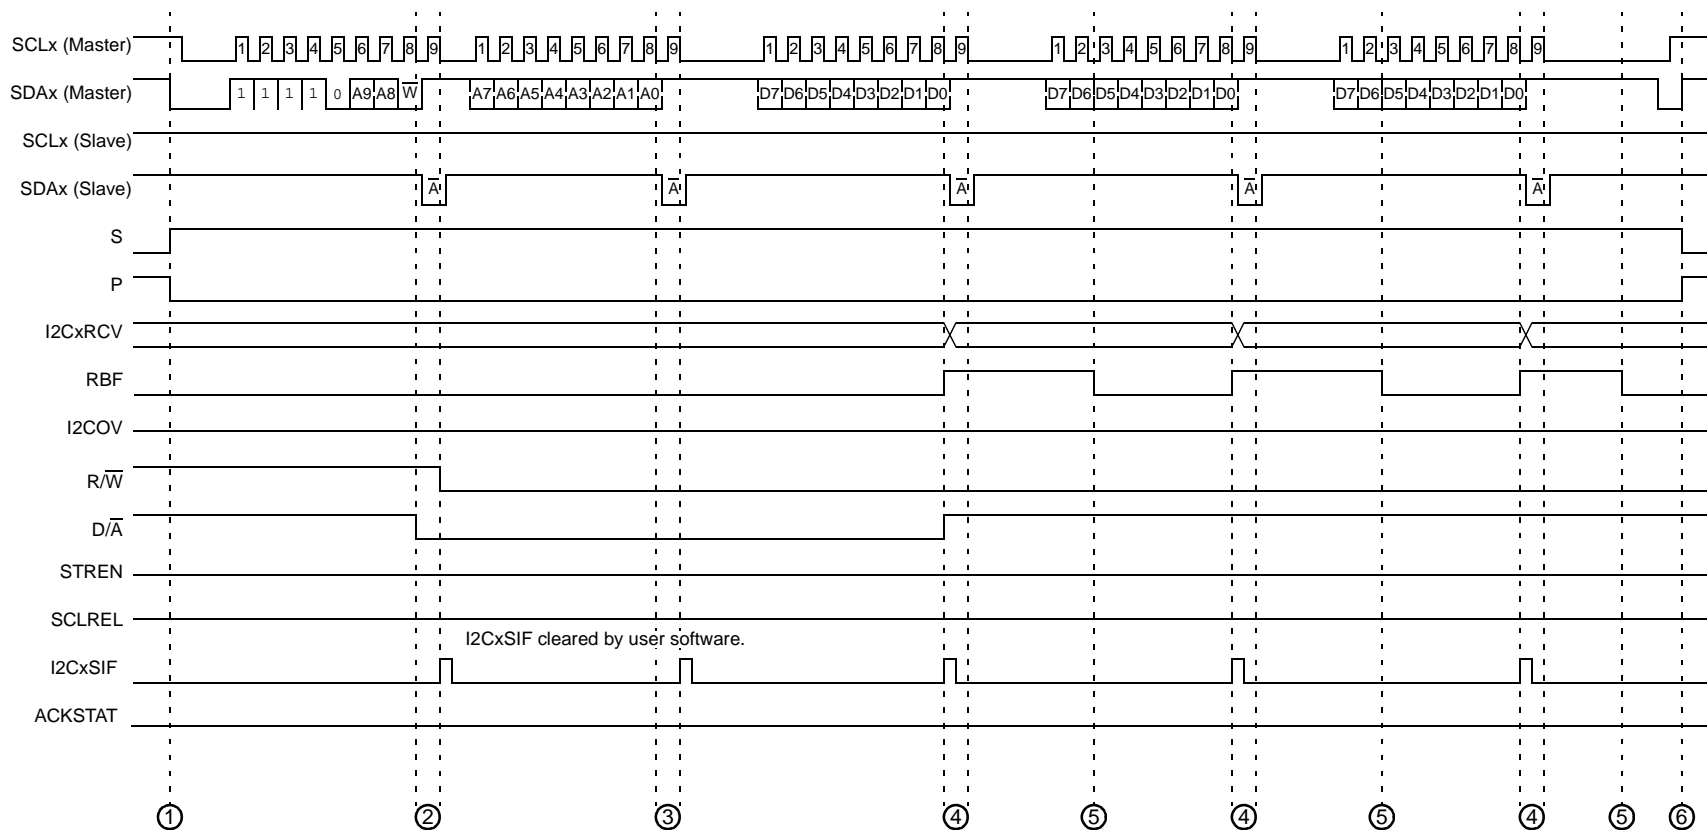 SCLx (Master) 1 2 3 4 5 6 7 8 9 1 2 3 4 5 6 7 8 9 1 2 3 4 5 6 7 8 9 1 2 3 4 5 6 7 8 9 1 2 3 4 5 6 7 8 9
SDAx (Master) 1 1 1 1 0 A9 A8 W̅ A7 A6 A5 A4 A3 A2 A1 A0 D7 D6 D5 D4 D3 D2 D1 D0 D7 D6 D5 D4 D3 D2 D1 D0 D7 D6 D5 D4 D3 D2 D1 D0
SCLx (Slave)
SDAx (Slave) A̅ A̅ A̅ A̅ A̅
S
P
I2CxRCV
RBF
I2COV
R/W̅
D/A̅
STREN
SCLREL
I2CxSIF cleared by user software.
I2CxSIF
ACKSTAT
① ② ③ ④ ⑤ ④ ⑤ ④ ⑤ ⑥